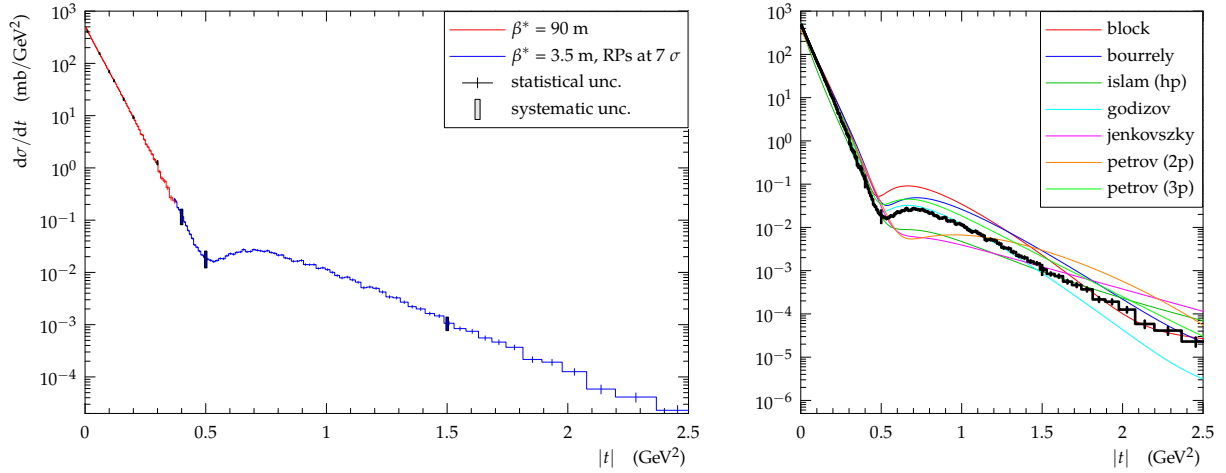 dσ/dt (mb/GeV²)
10³
10²
10¹
10⁰
10⁻¹
10⁻²
10⁻³
10⁻⁴
0
0.5
1
1.5
2
2.5
|t| (GeV²)
β* = 90 m
β* = 3.5 m, RPs at 7 σ
statistical unc.
systematic unc.
10³
10²
10¹
10⁰
10⁻¹
10⁻²
10⁻³
10⁻⁴
10⁻⁵
10⁻⁶
0
0.5
1
1.5
2
2.5
|t| (GeV²)
block
bourrely
islam (hp)
godizov
jenkovszky
petrov (2p)
petrov (3p)